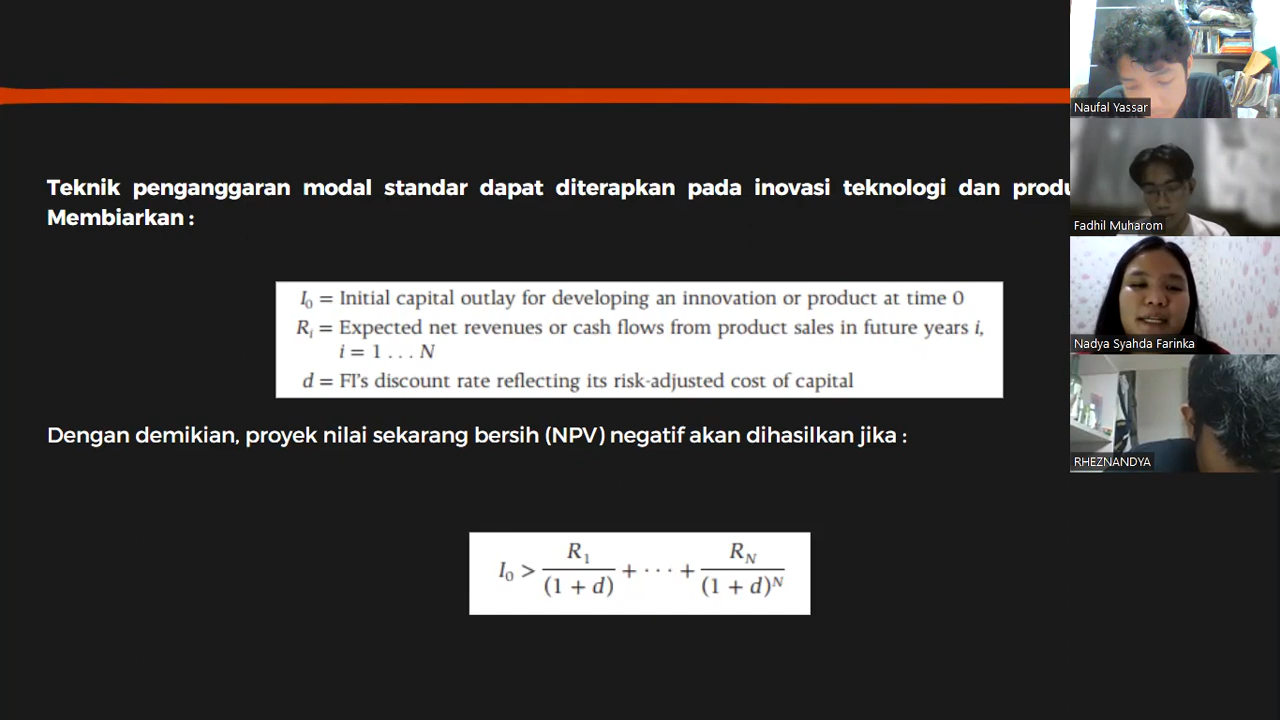 Teknik penganggaran modal standar dapat diterapkan pada inovasi teknologi dan
Membiarkan :
I₀ = Initial capital outlay for developing an innovation or product at time 0
Rᵢ = Expected net revenues or cash flows from product sales in future years i,
i = 1 . . . N
d = FI's discount rate reflecting its risk-adjusted cost of capital
Dengan demikian, proyek nilai sekarang bersih (NPV) negatif akan dihasilkan jika :
I₀ > R₁/(1 + d) + · · · + R_N/(1 + d)ᴺ
Naufal Yassar
Fadhil Muharom
Nadya Syahda Farinka
RHEZNANDYA